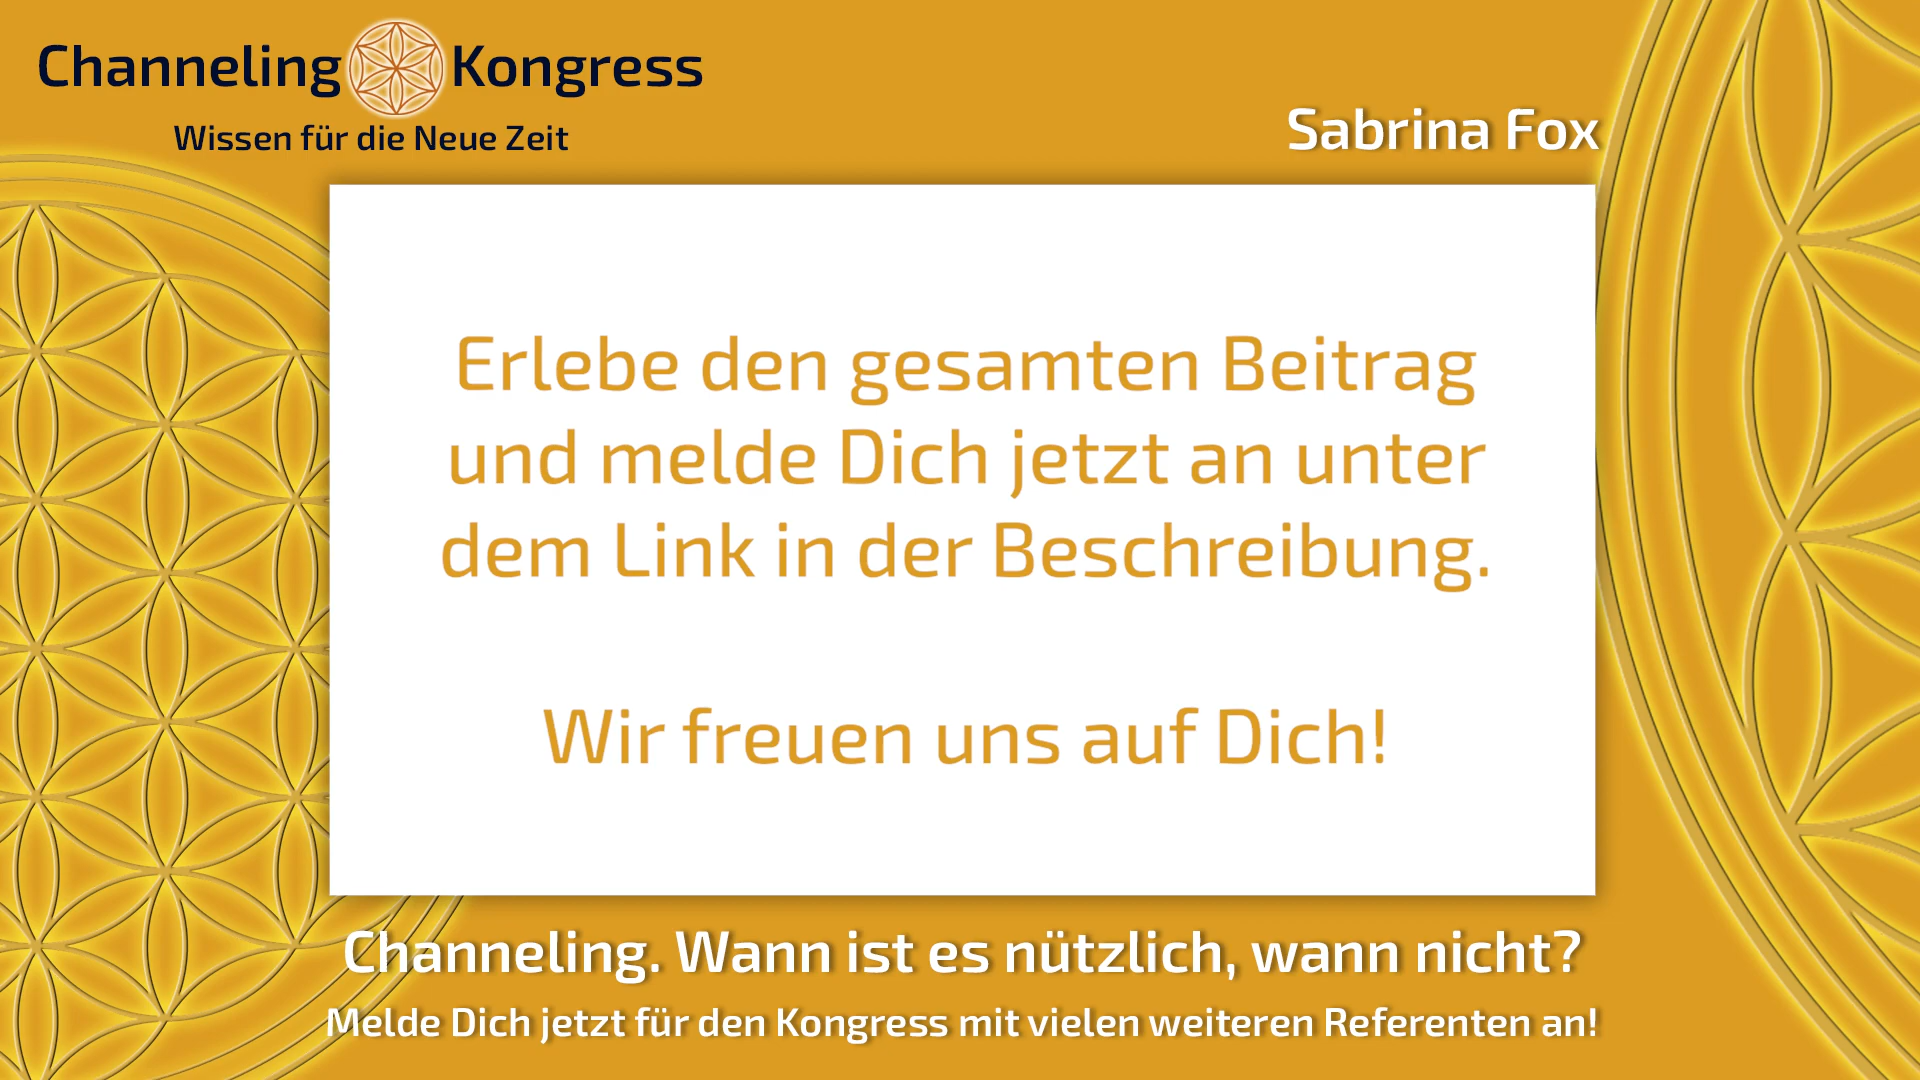 Channeling Kongress
Wissen für die Neue Zeit
Sabrina Fox
Erlebe den gesamten Beitrag
und melde Dich jetzt an unter
dem Link in der Beschreibung.
Wir freuen uns auf Dich!
Channeling. Wann ist es nützlich, wann nicht?
Melde Dich jetzt für den Kongress mit vielen weiteren Referenten an!